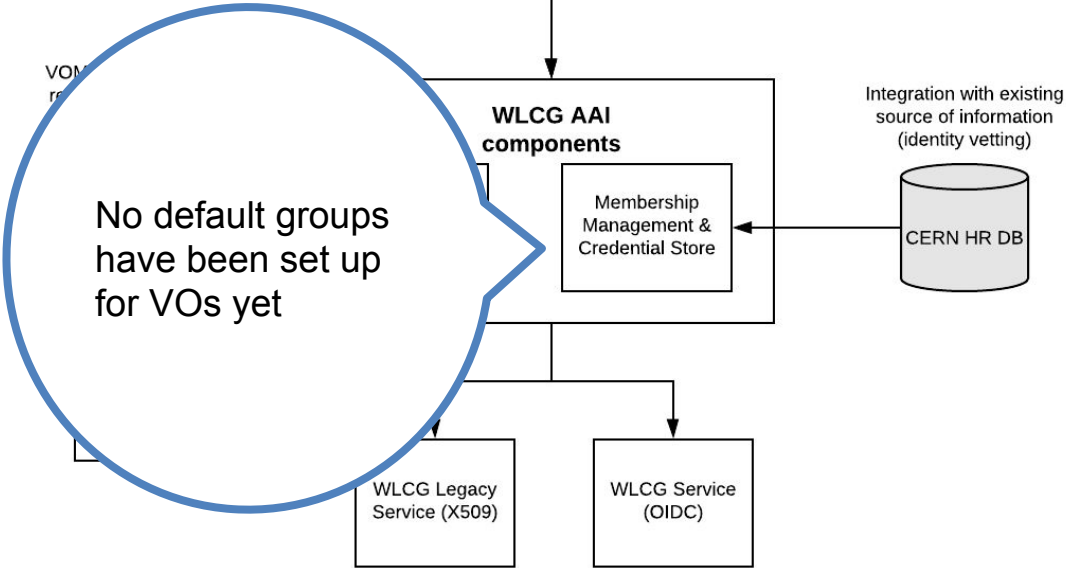 VOM
WLCG AAI
components
Integration with existing
source of information
(identity vetting)
No default groups
have been set up
for VOs yet
Membership
Management &
Credential Store
CERN HR DB
WLCG Legacy
Service (X509)
WLCG Service
(OIDC)